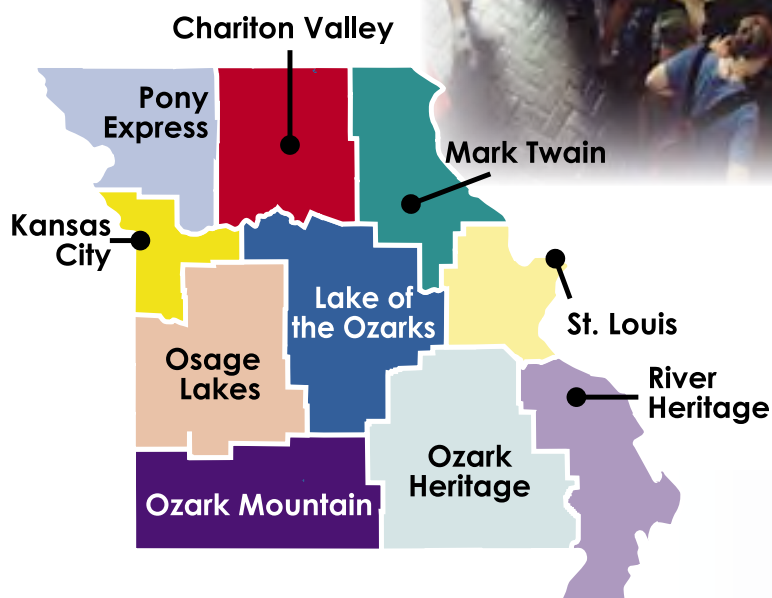 Chariton Valley
Pony
Express
Mark Twain
Kansas
City
Lake of
the Ozarks
St. Louis
Osage
Lakes
River
Heritage
Ozark
Heritage
Ozark Mountain